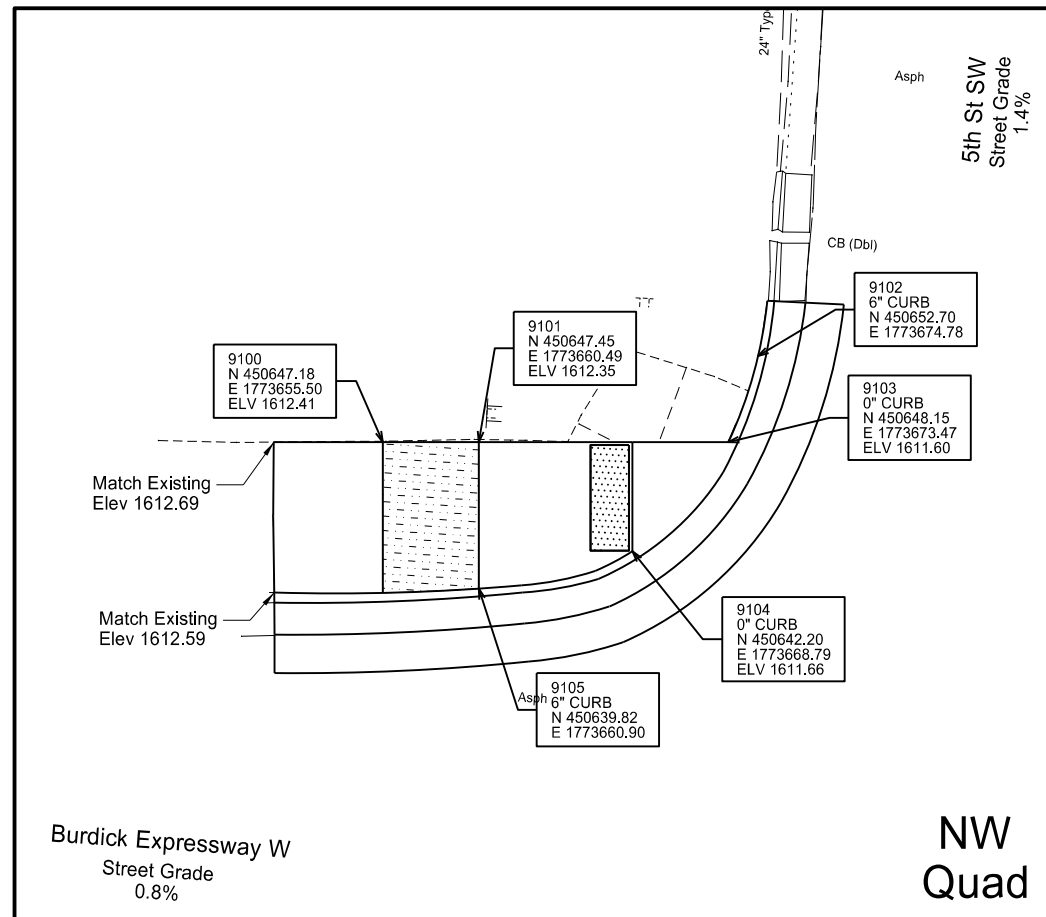 24" Typ
Asph
5th St SW
Street Grade
1.4%
CB (Dbl)
9102
6" CURB
N 450652.70
E 1773674.78
9101
N 450647.45
E 1773660.49
ELV 1612.35
9100
N 450647.18
E 1773655.50
ELV 1612.41
9103
0" CURB
N 450648.15
E 1773673.47
ELV 1611.60
Match Existing
Elev 1612.69
Match Existing
Elev 1612.59
9104
0" CURB
N 450642.20
E 1773668.79
ELV 1611.66
Asph
9105
6" CURB
N 450639.82
E 1773660.90
Burdick Expressway W
Street Grade
0.8%
NW
Quad